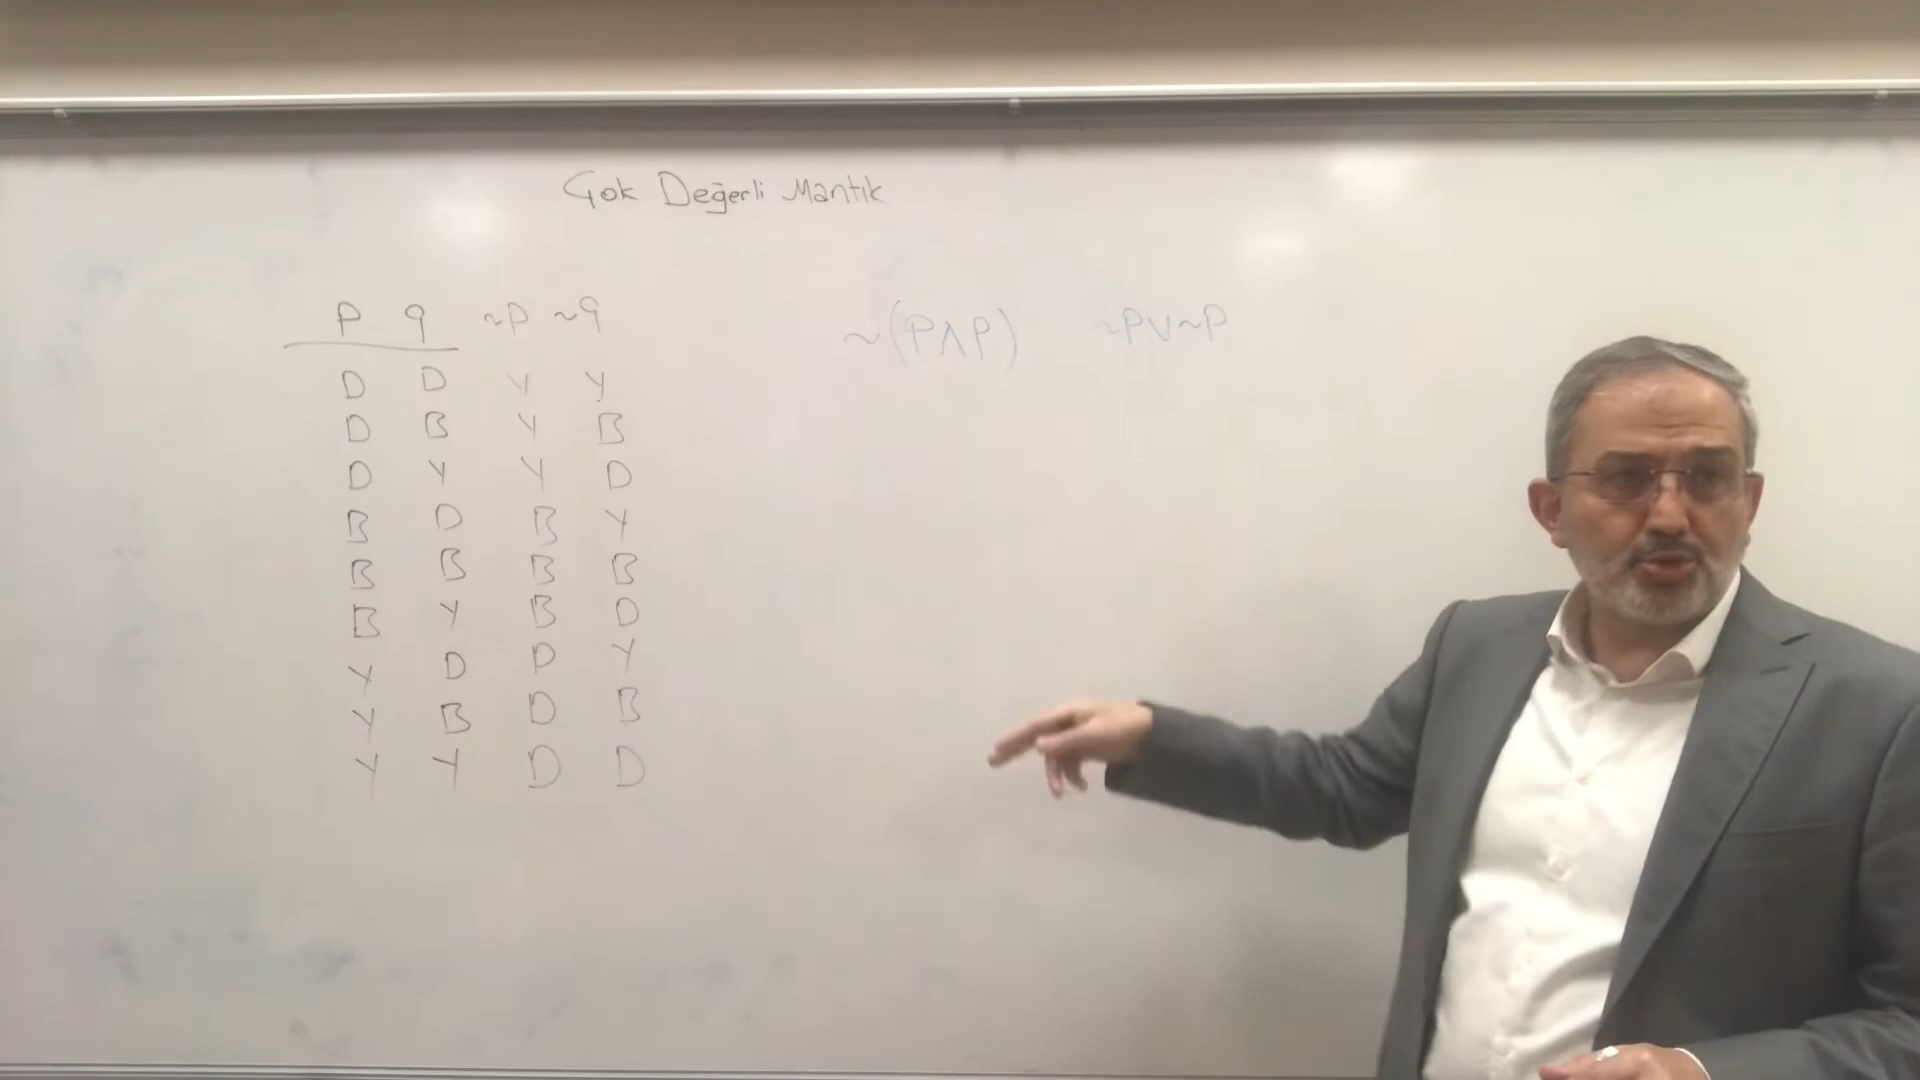 Çok Değerli Mantık
P q ~P ~q ~(P∧P) ~P∨~P
D D Y Y
D B Y B
D Y Y D
B D B Y
B B B B
B Y B D
Y D D Y
Y B D B
Y Y D D